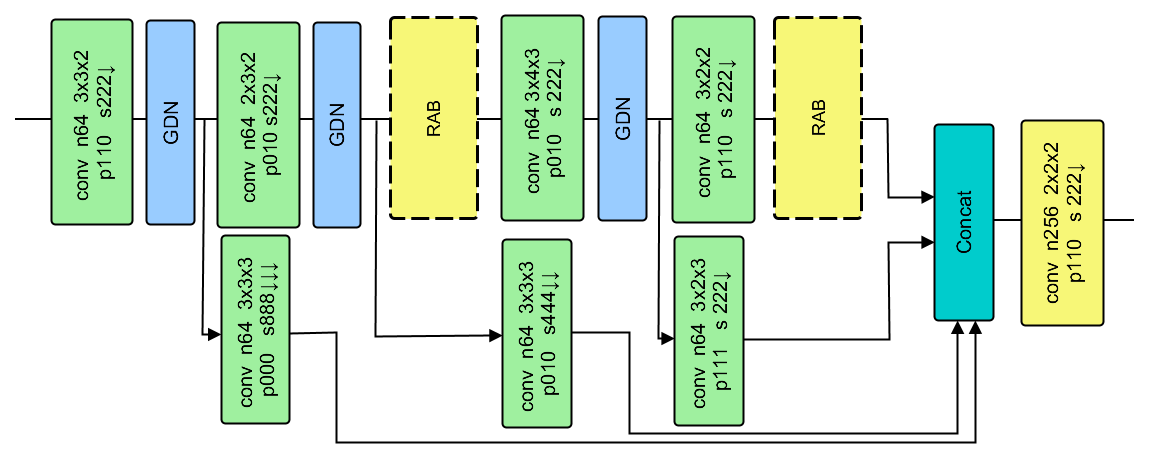 conv n64 3x3x2
p110 s222↓
GDN
conv n64 2x3x2
p010 s222↓
GDN
RAB
conv n64 3x4x3
p010 s 222↓
GDN
conv n64 3x2x2
p110 s 222↓
RAB
Concat
conv n256 2x2x2
p110 s 222↓
conv n64 3x3x3
p000 s888↓↓↓
conv n64 3x3x3
p010 s444↓↓
conv n64 3x2x3
p111 s 222↓